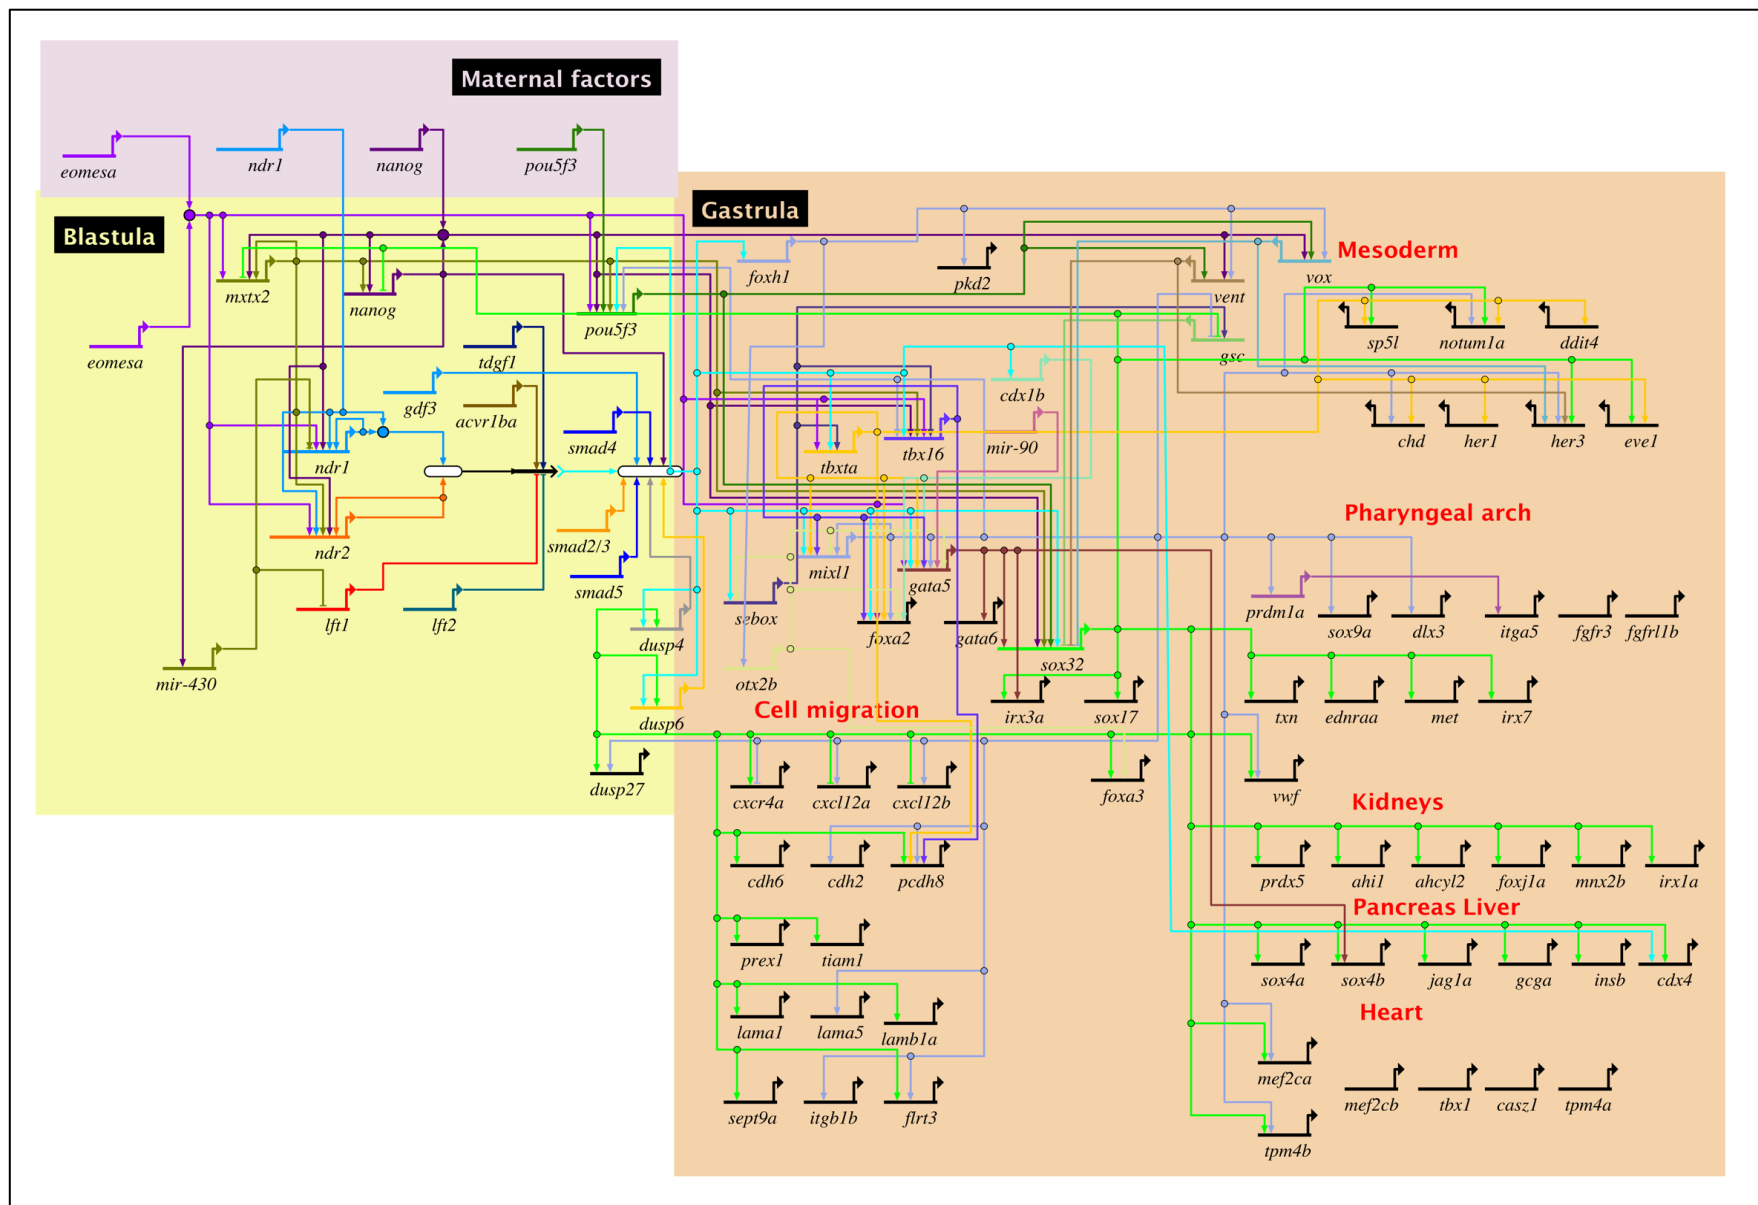 Maternal factors
eomesa
ndr1
nanog
pou5f3
Blastula
Gastrula
mxtx2
nanog
pou5f3
foxh1
pkd2
vent
vox
Mesoderm
eomesa
tdgf1
gsc
sp5l
notum1a
ddit4
gdf3
acvr1ba
smad4
cdx1b
mir-90
chd
her1
her3
eve1
ndr1
tbxta
tbx16
ndr2
smad2/3
Pharyngeal arch
lft1
lft2
smad5
mixl1
gata5
sebox
foxa2
gata6
prdm1a
sox9a
dlx3
itga5
fgfr3
fgfrl1b
dusp4
sox32
mir-430
otx2b
dusp6
irx3a
sox17
txn
ednraa
met
irx7
Cell migration
dusp27
cxcr4a
cxcl12a
cxcl12b
foxa3
vwf
Kidneys
cdh6
cdh2
pcdh8
prdx5
ahi1
ahcyl2
foxj1a
mnx2b
irx1a
Pancreas Liver
prex1
tiam1
sox4a
sox4b
jag1a
gcga
insb
cdx4
Heart
lama1
lama5
lamb1a
mef2ca
sept9a
itgb1b
flrt3
mef2cb
tbx1
casz1
tpm4a
tpm4b